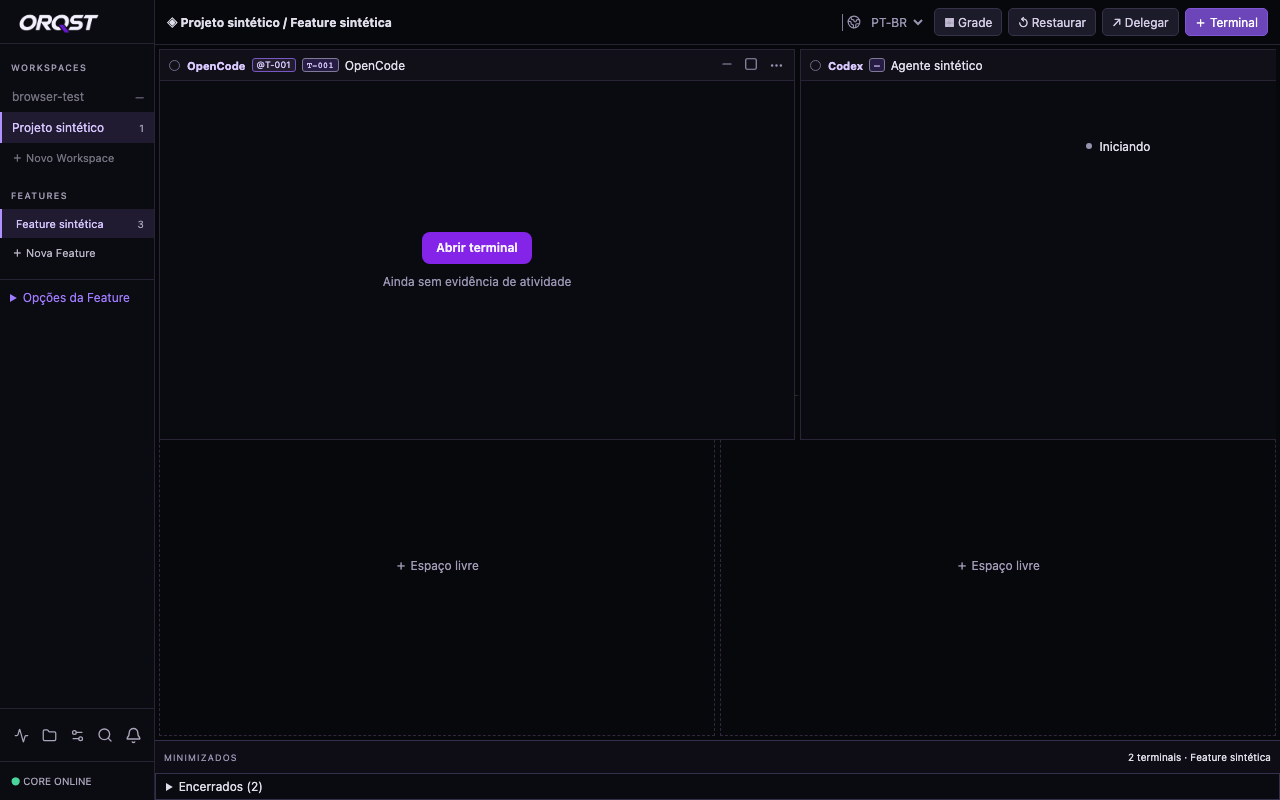 ORQST
◈ Projeto sintético / Feature sintética
PT-BR
Grade
Restaurar
Delegar
+ Terminal
WORKSPACES
browser-test –
Projeto sintético 1
+ Novo Workspace
FEATURES
Feature sintética 3
+ Nova Feature
▶ Opções da Feature
CORE ONLINE
OpenCode @T-001 T-001 OpenCode
Abrir terminal
Ainda sem evidência de atividade
Codex – Agente sintético
Iniciando
+ Espaço livre
+ Espaço livre
MINIMIZADOS
2 terminais · Feature sintética
▶ Encerrados (2)